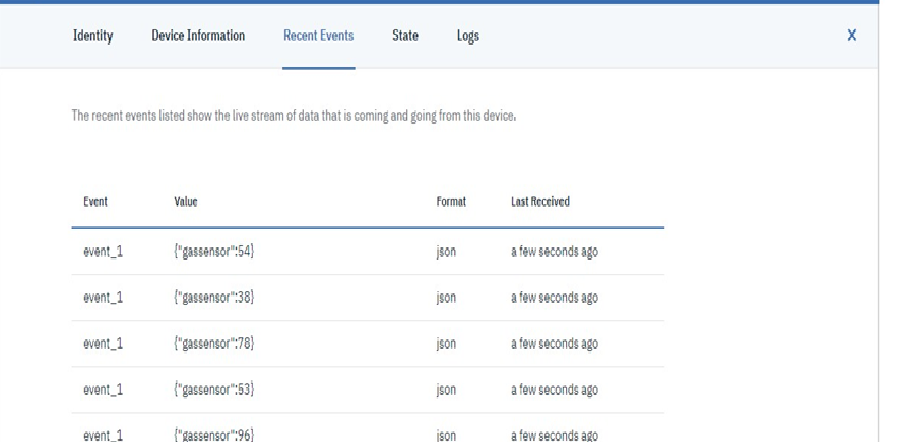 Identity Device Information Recent Events State Logs X
The recent events listed show the live stream of data that is coming and going from this device.
Event Value Format Last Received
event_1 {"gassensor":54} json a few seconds ago
event_1 {"gassensor":38} json a few seconds ago
event_1 {"gassensor":78} json a few seconds ago
event_1 {"gassensor":53} json a few seconds ago
event_1 {"gassensor":96} json a few seconds ago